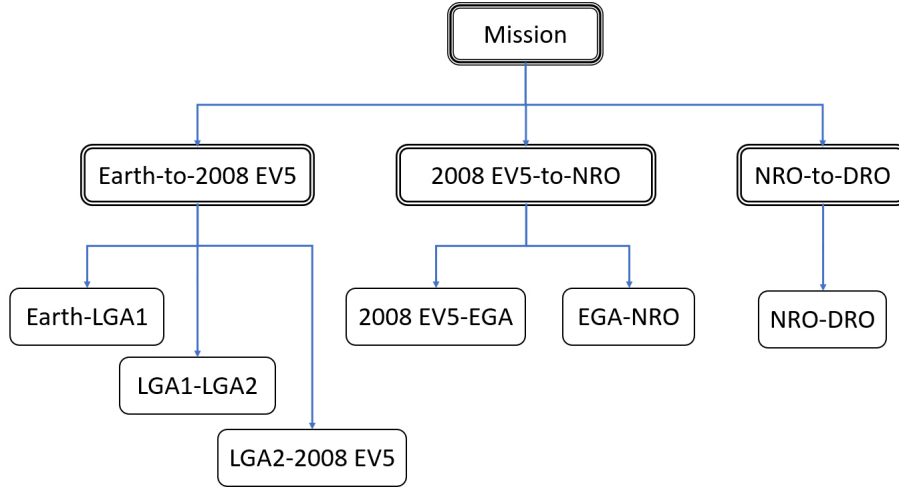 Mission
Earth-to-2008 EV5
2008 EV5-to-NRO
NRO-to-DRO
Earth-LGA1
2008 EV5-EGA
EGA-NRO
NRO-DRO
LGA1-LGA2
LGA2-2008 EV5